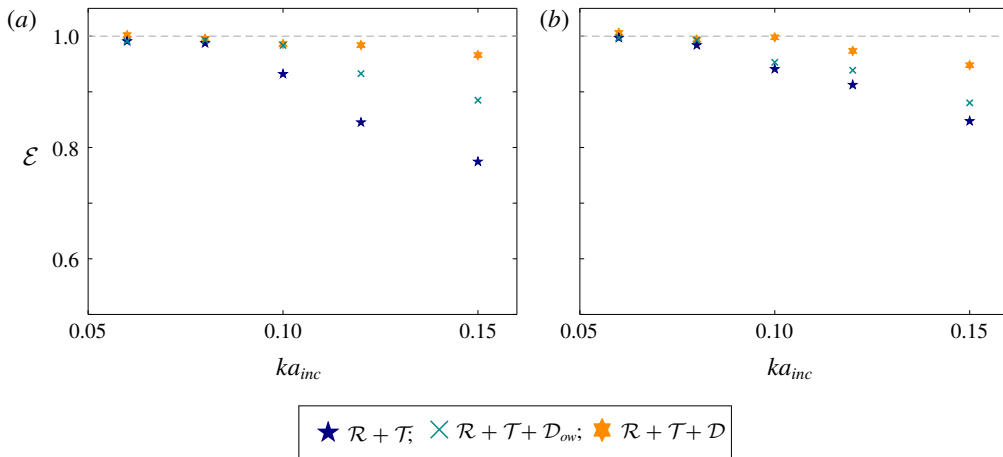 (a)
(b)
1.0
0.8
0.6
ℰ
0.05
0.10
0.15
0.05
0.10
0.15
ka_inc
ka_inc
ℛ + 𝒯; ℛ + 𝒯 + 𝒟_ow; ℛ + 𝒯 + 𝒟